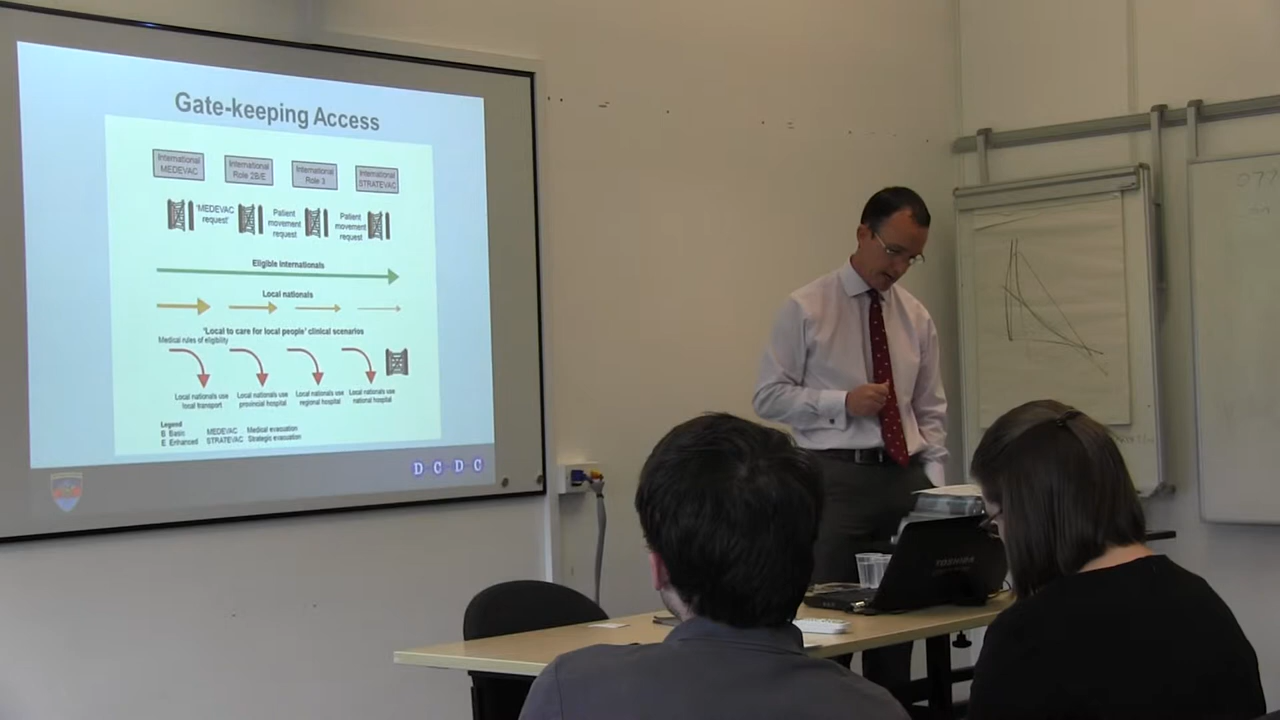 Gate-keeping Access
International
MEDEVAC
International
Role 2B/E
International
Role 3
International
STRATEVAC
'MEDEVAC
request'
Patient
movement
request
Patient
movement
request
Eligible Internationals
Local nationals
'Local to care for local people' clinical scenarios
Medical rules of eligibility
Local nationals use
local transport
Local nationals use
provincial hospital
Local nationals use
regional hospital
Local nationals use
national hospital
Legend
B Basic MEDEVAC Medical evacuation
E Enhanced STRATEVAC Strategic evacuation
D C D C
TOSHIBA